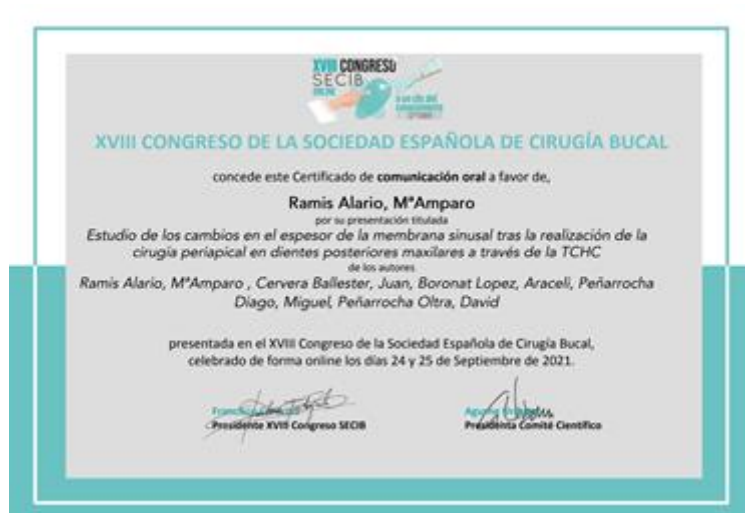 XVIII CONGRESO
SECIB
ONLINE
a un clic del
conocimiento
XVIII CONGRESO DE LA SOCIEDAD ESPAÑOLA DE CIRUGÍA BUCAL
concede este Certificado de comunicación oral a favor de,
Ramis Alario, MªAmparo
por su presentación titulada
Estudio de los cambios en el espesor de la membrana sinusal tras la realización de la
cirugía periapical en dientes posteriores maxilares a través de la TCHC
de los autores
Ramis Alario, MªAmparo , Cervera Ballester, Juan, Boronat Lopez, Araceli, Peñarrocha
Diago, Miguel, Peñarrocha Oltra, David
presentada en el XVIII Congreso de la Sociedad Española de Cirugía Bucal,
celebrado de forma online los días 24 y 25 de Septiembre de 2021.
Presidente XVIII Congreso SECIB
Presidenta Comité Científico